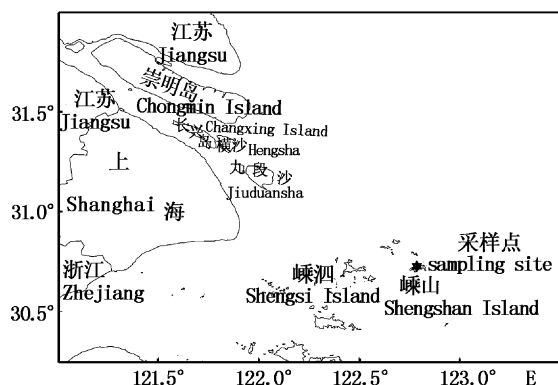 江苏
Jiangsu
崇明岛
Chongmin Island
31.5°
江苏
Jiangsu
长兴岛
Changxing Island
横沙
Hengsha
九段沙
Jiuduansha
上海
Shanghai
31.0°
采样点
sampling site
浙江
Zhejiang
嵊泗
Shengsi Island
嵊山
Shengshan Island
30.5°
121.5°
122.0°
122.5°
123.0°
E